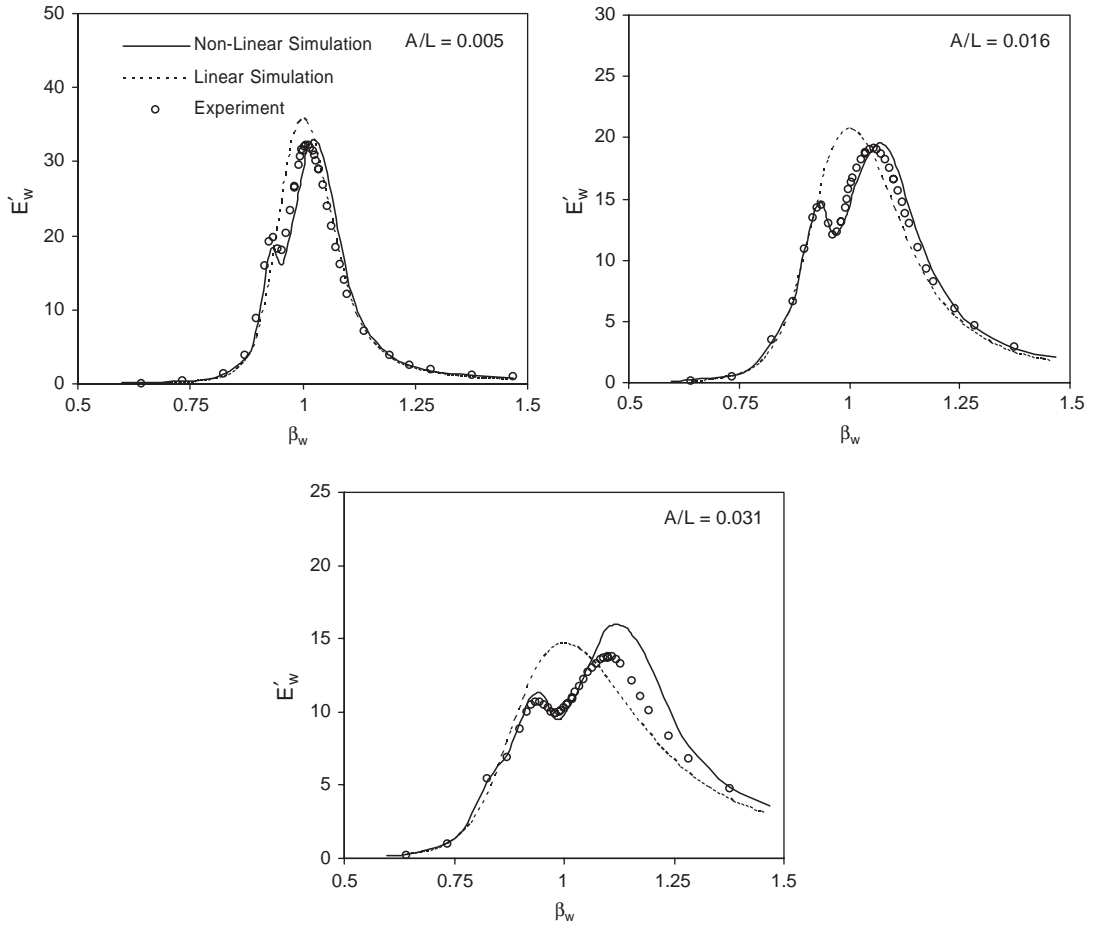 50
40
30
20
10
0
E′w
Non-Linear Simulation
Linear Simulation
Experiment
A/L = 0.005
0.5 0.75 1 1.25 1.5
βw
30
25
20
15
10
5
0
E′w
A/L = 0.016
0.5 0.75 1 1.25 1.5
βw
25
20
15
10
5
0
E′w
A/L = 0.031
0.5 0.75 1 1.25 1.5
βw